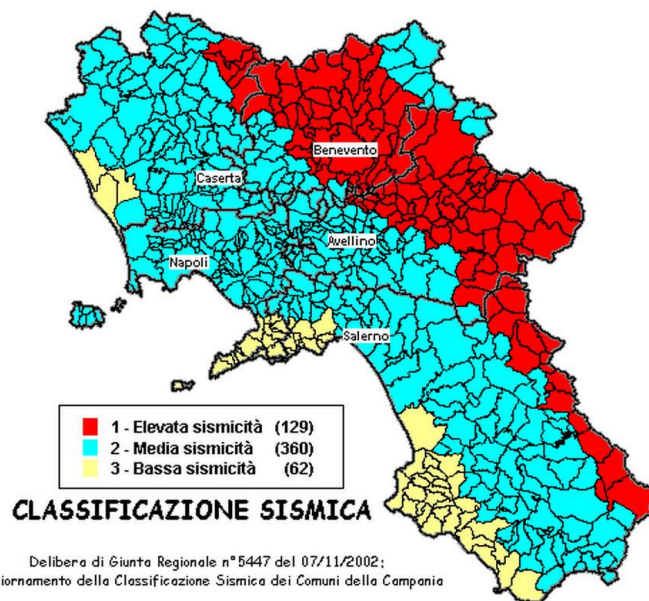 Benevento
Caserta
Avellino
Napoli
Salerno
1 - Elevata sismicità (129)
2 - Media sismicità (360)
3 - Bassa sismicità (62)
CLASSIFICAZIONE SISMICA
Delibera di Giunta Regionale n°5447 del 07/11/2002;
iornamento della Classificazione Sismica dei Comuni della Campania